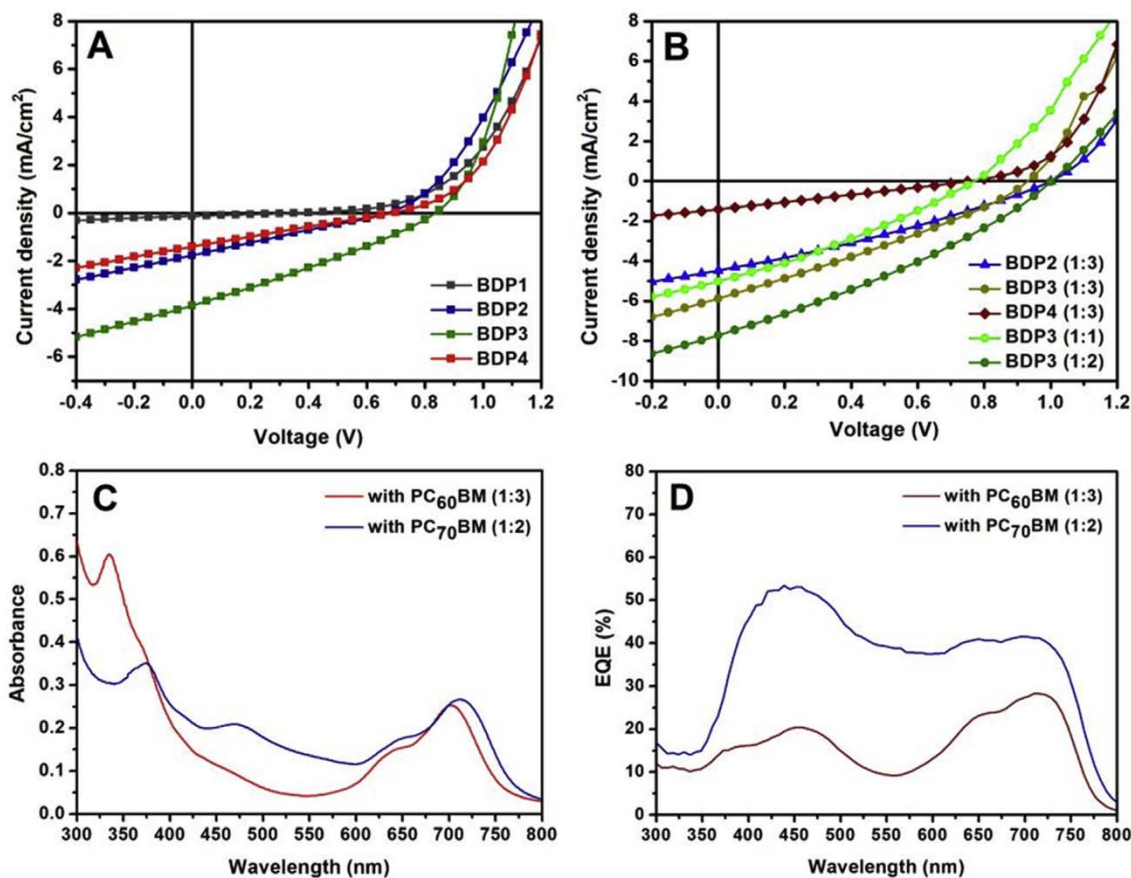 A
Current density (mA/cm²)
8
6
4
2
0
-2
-4
-6
-0.4 -0.2 0.0 0.2 0.4 0.6 0.8 1.0 1.2
Voltage (V)
BDP1
BDP2
BDP3
BDP4
B
Current density (mA/cm²)
8
6
4
2
0
-2
-4
-6
-8
-10
-0.2 0.0 0.2 0.4 0.6 0.8 1.0 1.2
Voltage (V)
BDP2 (1:3)
BDP3 (1:3)
BDP4 (1:3)
BDP3 (1:1)
BDP3 (1:2)
C
Absorbance
0.8
0.7
0.6
0.5
0.4
0.3
0.2
0.1
0.0
300 350 400 450 500 550 600 650 700 750 800
Wavelength (nm)
with PC₆₀BM (1:3)
with PC₇₀BM (1:2)
D
EQE (%)
80
70
60
50
40
30
20
10
0
300 350 400 450 500 550 600 650 700 750 800
Wavelength (nm)
with PC₆₀BM (1:3)
with PC₇₀BM (1:2)